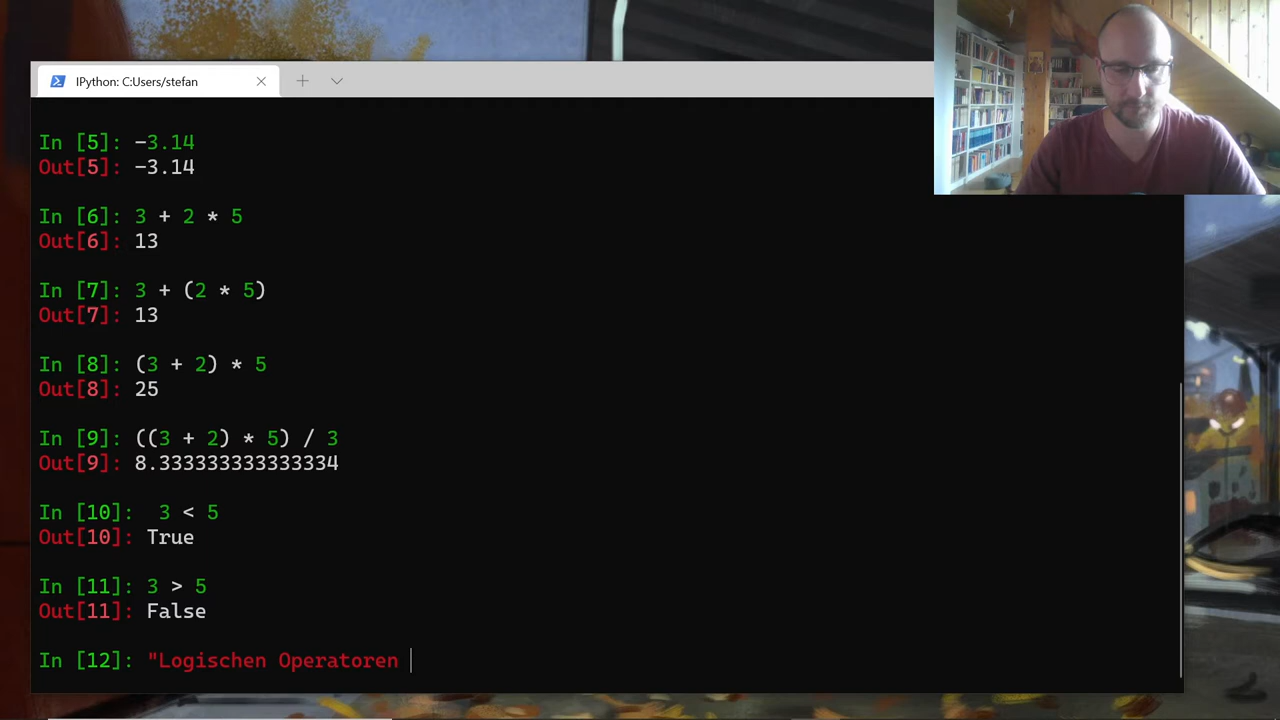 IPython: C:Users/stefan
In [5]: -3.14
Out[5]: -3.14
In [6]: 3 + 2 * 5
Out[6]: 13
In [7]: 3 + (2 * 5)
Out[7]: 13
In [8]: (3 + 2) * 5
Out[8]: 25
In [9]: ((3 + 2) * 5) / 3
Out[9]: 8.333333333333334
In [10]:  3 < 5
Out[10]: True
In [11]: 3 > 5
Out[11]: False
In [12]: "Logischen Operatoren